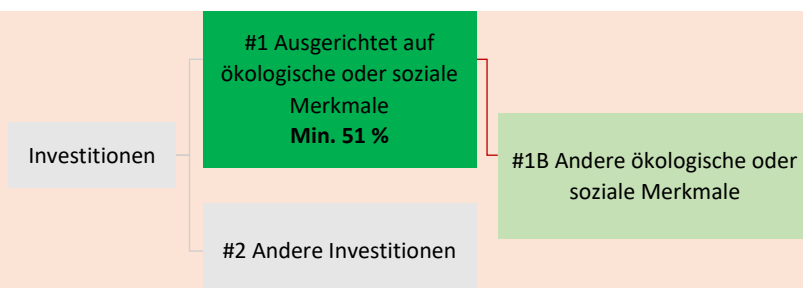 #1 Ausgerichtet auf
ökologische oder soziale
Merkmale
Min. 51 %
Investitionen
#1B Andere ökologische oder
soziale Merkmale
#2 Andere Investitionen